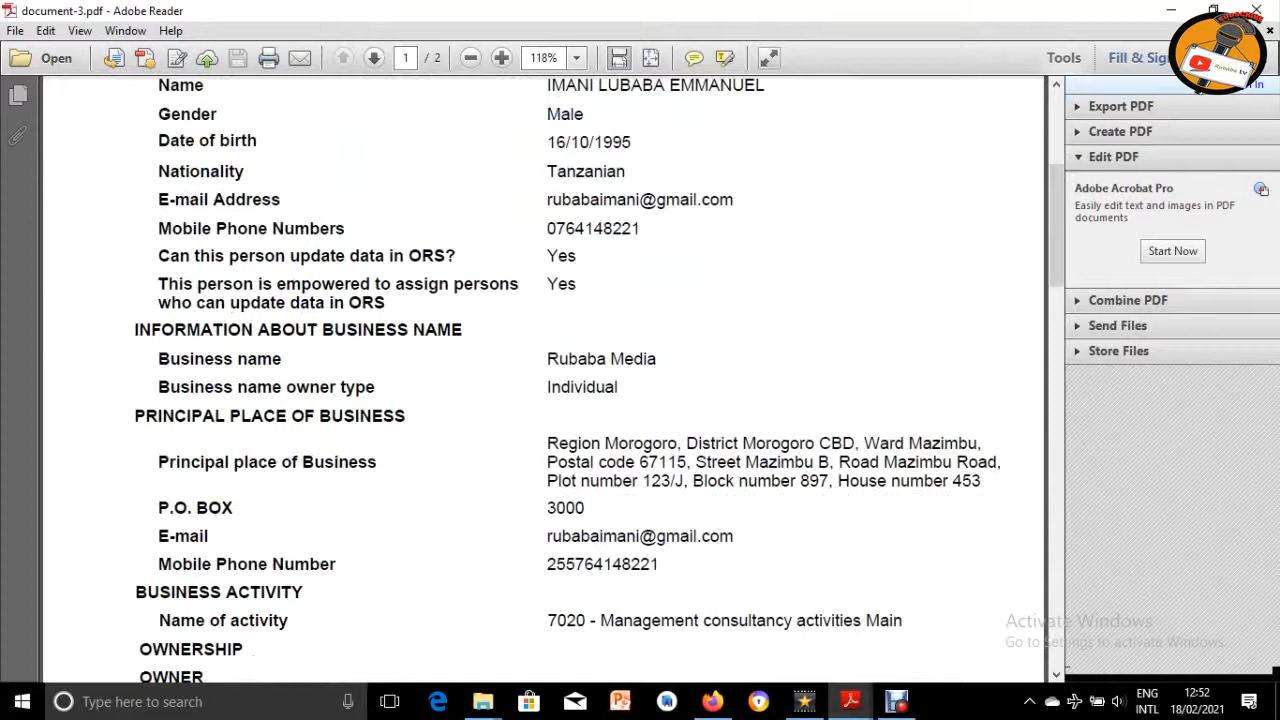 document-3.pdf - Adobe Reader
File Edit View Window Help
Open 1 / 2 118% Tools Fill & Sig
SUBSCRIBE
Rubaba TV
Name IMANI LUBABA EMMANUEL
Gender Male
Date of birth 16/10/1995
Nationality Tanzanian
E-mail Address rubabaimani@gmail.com
Mobile Phone Numbers 0764148221
Can this person update data in ORS? Yes
This person is empowered to assign persons Yes
who can update data in ORS
INFORMATION ABOUT BUSINESS NAME
Business name Rubaba Media
Business name owner type Individual
PRINCIPAL PLACE OF BUSINESS
Principal place of Business Region Morogoro, District Morogoro CBD, Ward Mazimbu,
Postal code 67115, Street Mazimbu B, Road Mazimbu Road,
Plot number 123/J, Block number 897, House number 453
P.O. BOX 3000
E-mail rubabaimani@gmail.com
Mobile Phone Number 255764148221
BUSINESS ACTIVITY
Name of activity 7020 - Management consultancy activities Main
OWNERSHIP
OWNER
In
Export PDF
Create PDF
Edit PDF
Adobe Acrobat Pro
Easily edit text and images in PDF
documents
Start Now
Combine PDF
Send Files
Store Files
Activate Windows
Go to Settings to activate Windows.
Type here to search
ENG
INTL
12:52
18/02/2021